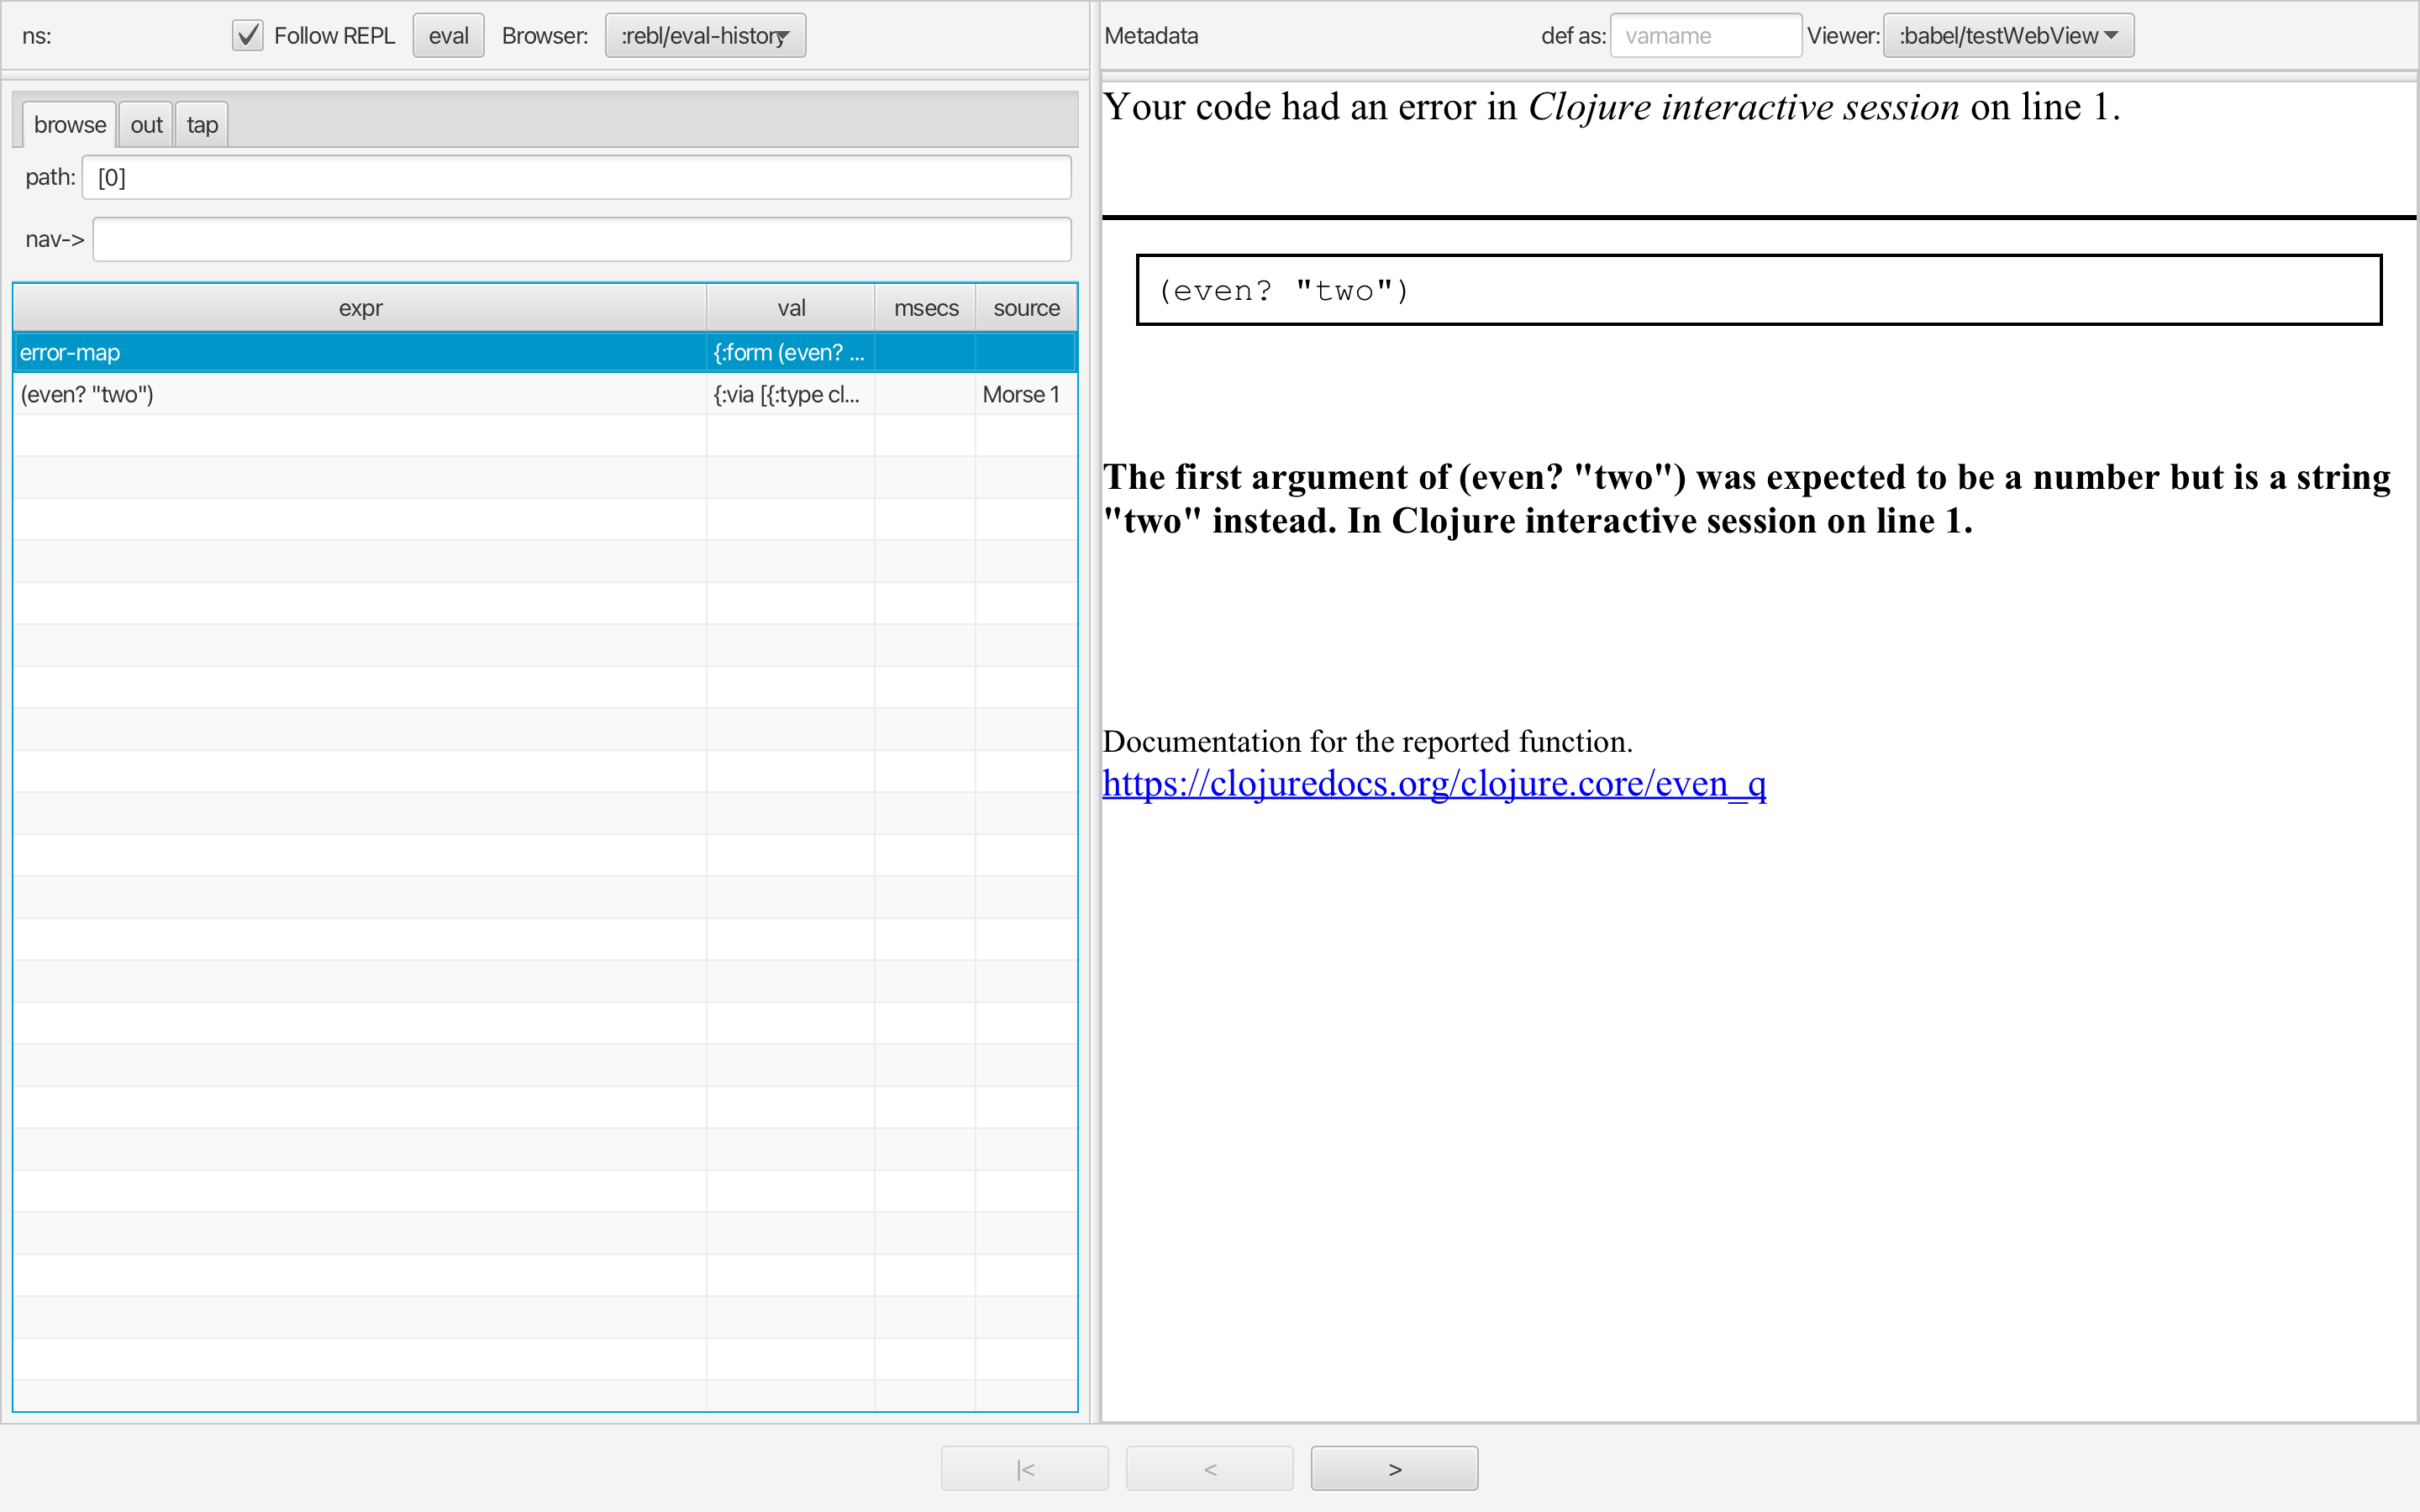 ns: Follow REPL eval Browser: :rebl/eval-history
browse out tap
path: [0]
nav->
expr val msecs source
error-map {:form (even? ...
(even? "two") {:via [{:type cl... Morse 1
Metadata def as: varname Viewer: :babel/testWebView
Your code had an error in Clojure interactive session on line 1.
(even? "two")
The first argument of (even? "two") was expected to be a number but is a string
"two" instead. In Clojure interactive session on line 1.
Documentation for the reported function.
https://clojuredocs.org/clojure.core/even_q
|< < >